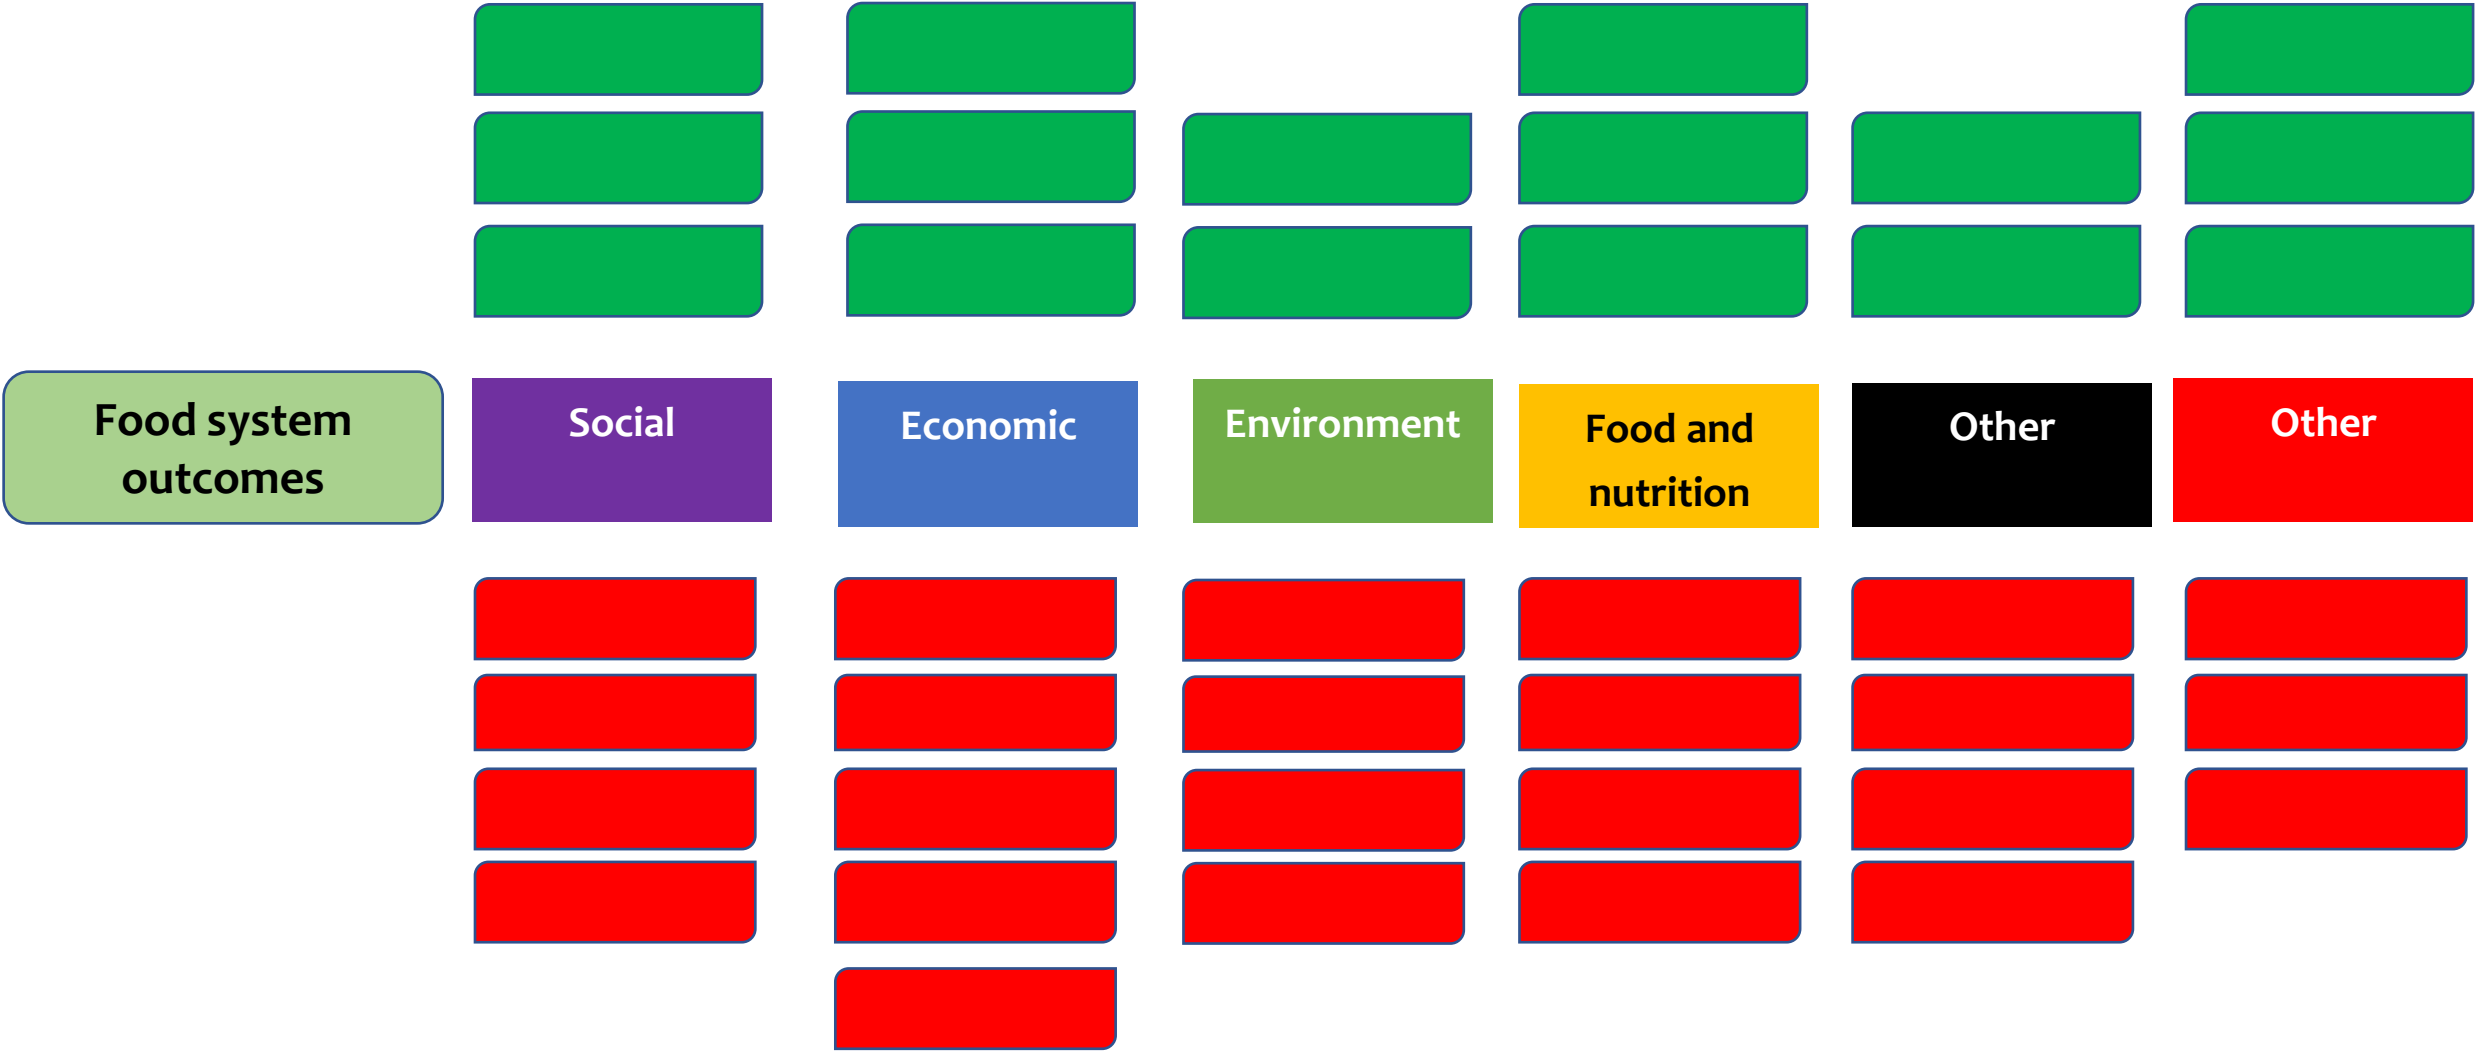 Food system
outcomes
Social
Economic
Environment
Food and
nutrition
Other
Other